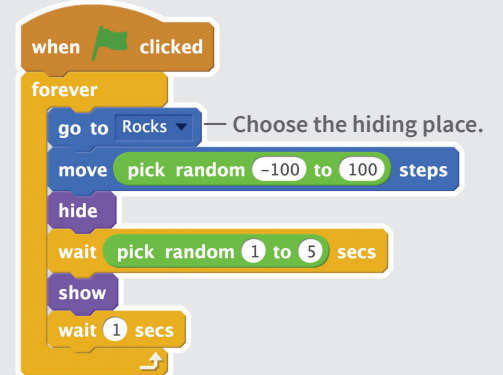 when clicked
forever
go to Rocks — Choose the hiding place.
move pick random -100 to 100 steps
hide
wait pick random 1 to 5 secs
show
wait 1 secs